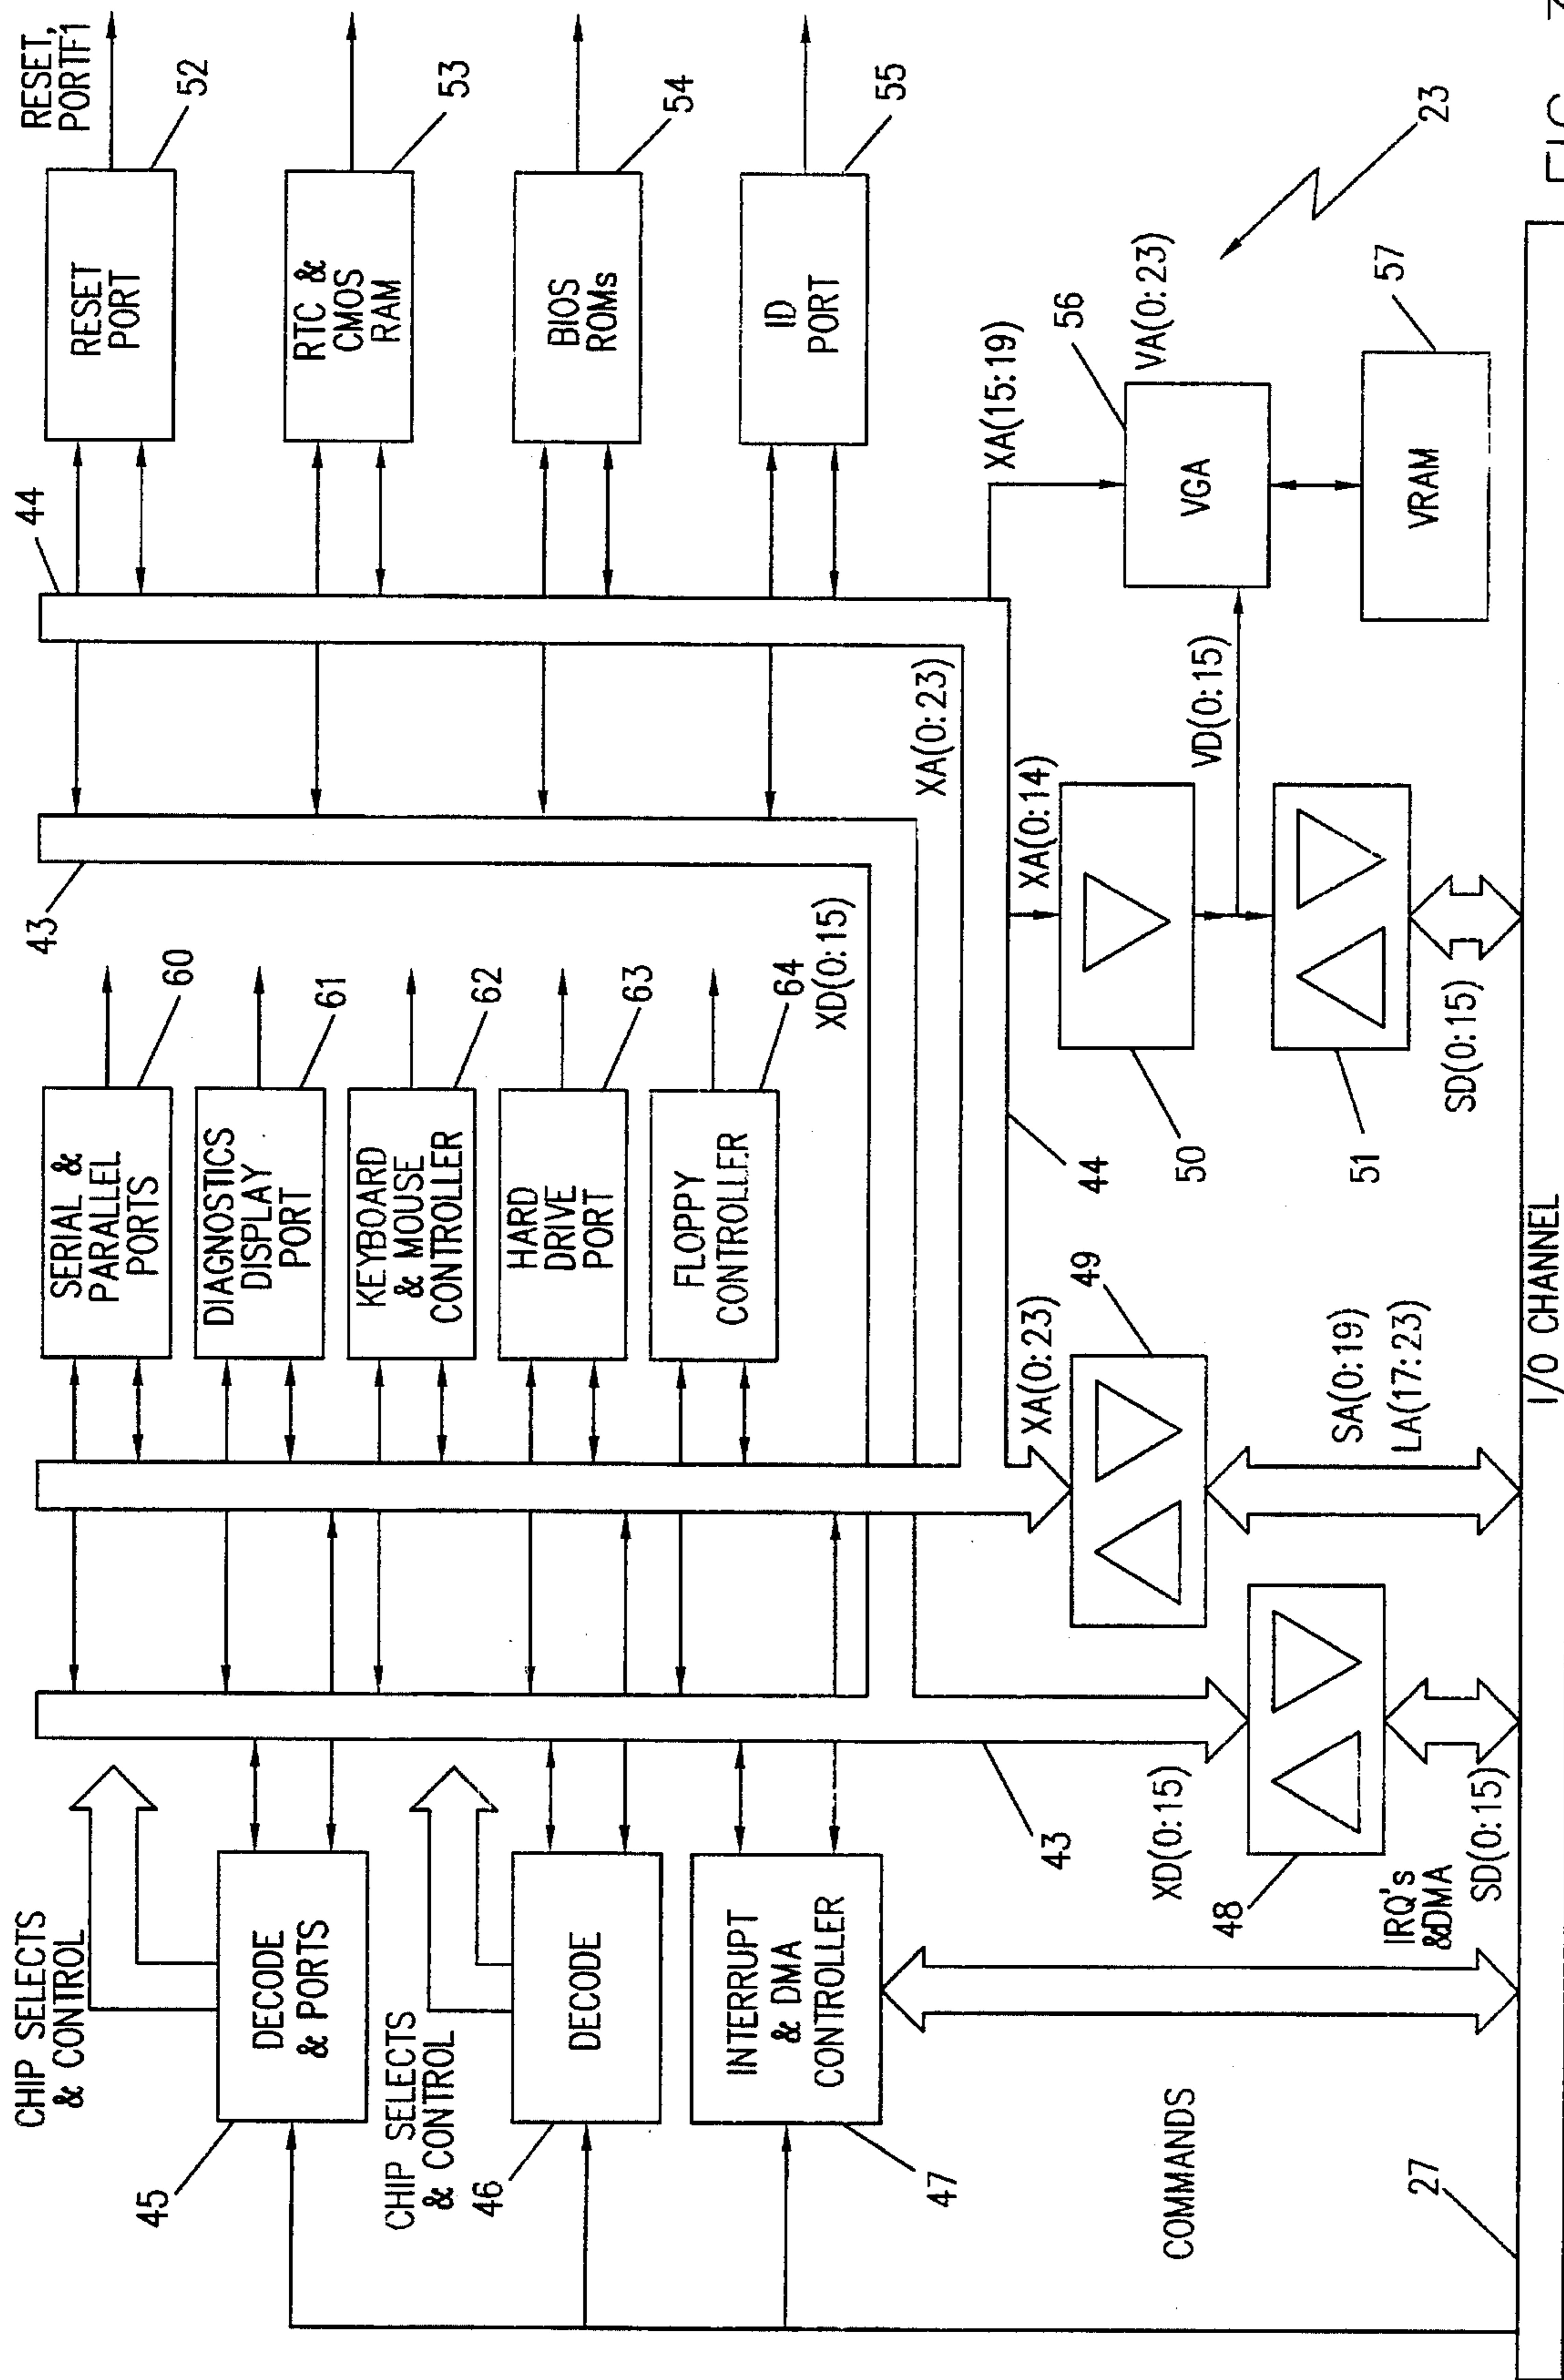 RESET,
PORTF1
RESET
PORT
52
RTC &
CMOS
RAM
53
BIOS
ROMs
54
ID
PORT
55
44
43
SERIAL &
PARALLEL
PORTS
60
DIAGNOSTICS
DISPLAY
PORT
61
KEYBOARD
& MOUSE
CONTROLLER
62
HARD
DRIVE
PORT
63
FLOPPY
CONTROLLER
64
XD(0:15)
XA(0:23)
CHIP SELECTS
& CONTROL
DECODE
& PORTS
45
CHIP SELECTS
& CONTROL
DECODE
46
INTERRUPT
& DMA
CONTROLLER
47
43
XD(0:15)
48
IRQ's
&DMA
SD(0:15)
XA(0:23)
49
SA(0:19)
LA(17:23)
44
XA(0:14)
50
51
SD(0:15)
VD(0:15)
XA(15:19)
56
VGA
VA(0:23)
VRAM
57
23
COMMANDS
27
I/O CHANNEL